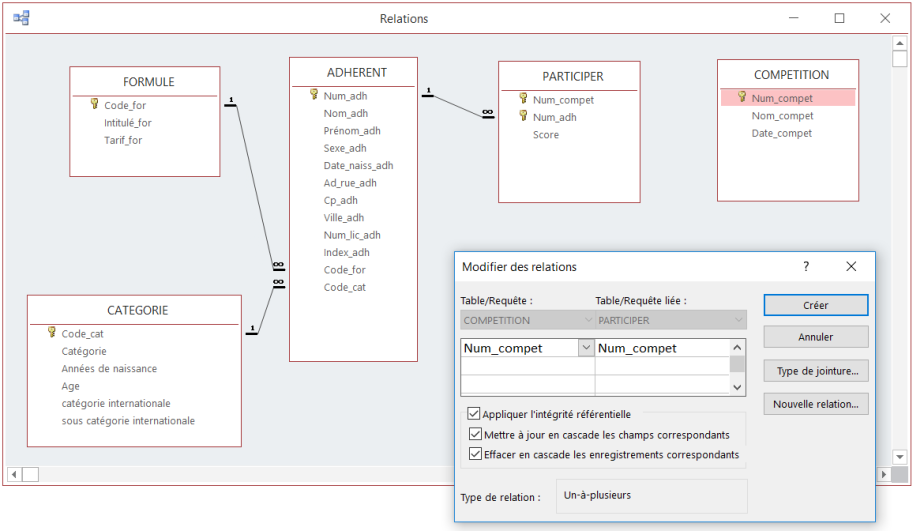 Relations
FORMULE
Code_for
Intitulé_for
Tarif_for
1
∞
ADHERENT
Num_adh
Nom_adh
Prénom_adh
Sexe_adh
Date_naiss_adh
Ad_rue_adh
Cp_adh
Ville_adh
Num_lic_adh
Index_adh
Code_for
Code_cat
1
∞
PARTICIPER
Num_compet
Num_adh
Score
COMPETITION
Num_compet
Nom_compet
Date_compet
CATEGORIE
Code_cat
Catégorie
Années de naissance
Age
catégorie internationale
sous catégorie internationale
1
∞
Modifier des relations
?
Table/Requête : Table/Requête liée :
COMPETITION PARTICIPER
Num_compet Num_compet
Appliquer l'intégrité référentielle
Mettre à jour en cascade les champs correspondants
Effacer en cascade les enregistrements correspondants
Type de relation : Un-à-plusieurs
Créer
Annuler
Type de jointure...
Nouvelle relation...